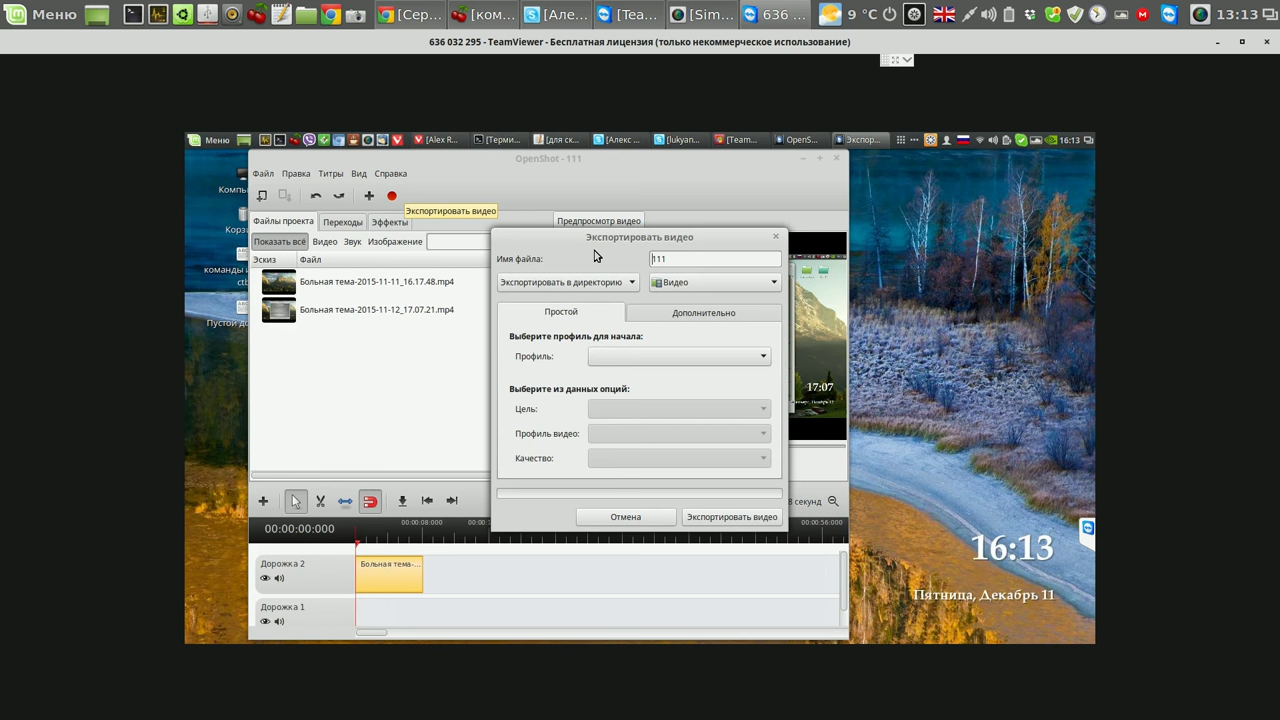 Меню
[Сер...
[ком...
[Але...
[Tea...
[Sim...
636 ...
9 °C
13:13
636 032 295 - TeamViewer - Бесплатная лицензия (только некоммерческое использование)
Меню
[Alex R...
[Терми...
[для ск...
[Алекс ...
[lukyan...
[Team...
OpenS...
Экспор...
16:13
OpenShot - 111
Файл Правка Титры Вид Справка
Экспортировать видео
Файлы проекта Переходы Эффекты
Предпросмотр видео
Показать всё Видео Звук Изображение
Эскиз Файл
Больная тема-2015-11-11_16.17.48.mp4
Больная тема-2015-11-12_17.07.21.mp4
Экспортировать видео
Имя файла: 111
Экспортировать в директорию Видео
Простой Дополнительно
Выберите профиль для начала:
Профиль:
Выберите из данных опций:
Цель:
Профиль видео:
Качество:
Отмена Экспортировать видео
17:07
секунд
00:00:00:000
00:00:08:000
00:00:56:000
Дорожка 2
Больная тема-...
Дорожка 1
16:13
Пятница, Декабрь 11